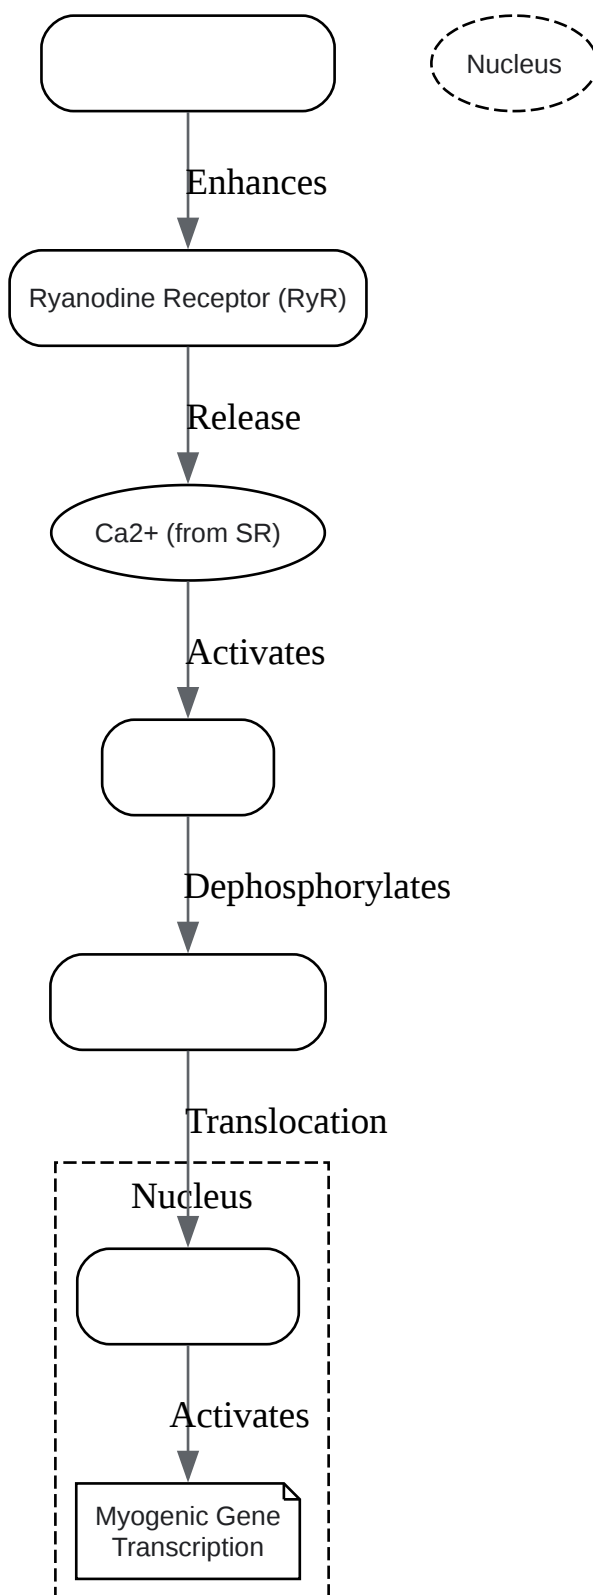 Nucleus
Enhances
Ryanodine Receptor (RyR)
Release
Ca2+ (from SR)
Activates
Dephosphorylates
Translocation
Nucleus
Activates
Myogenic Gene
Transcription